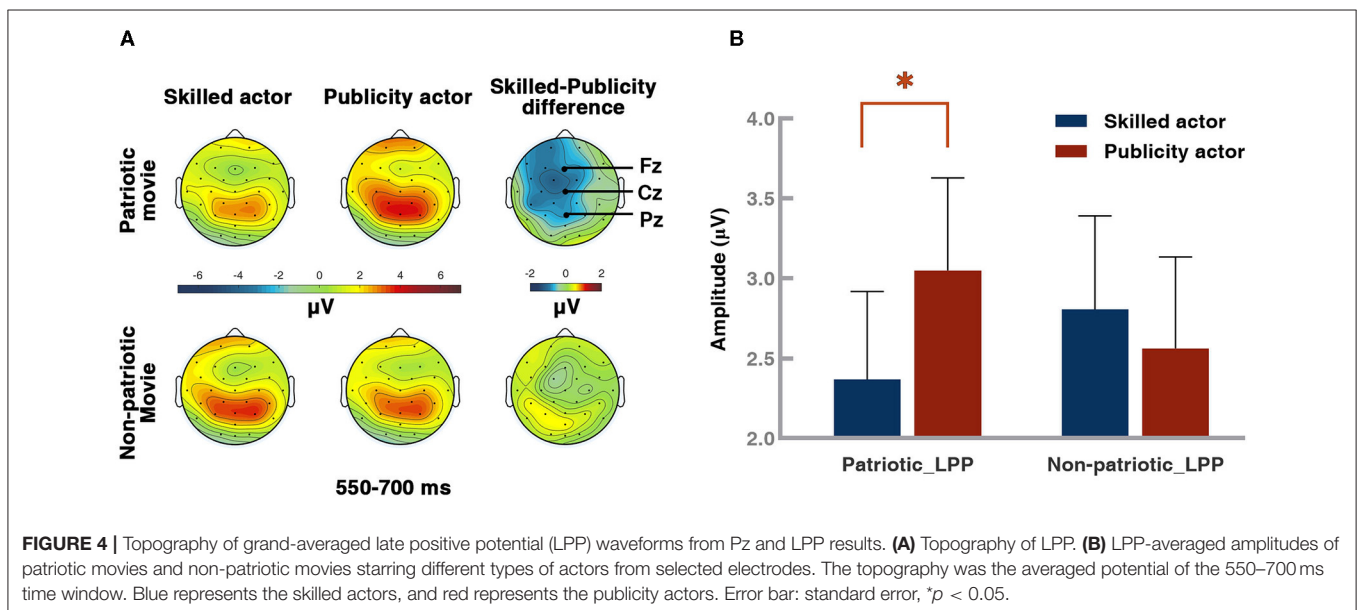 A
B
Skilled actor
Publicity actor
Skilled-Publicity
difference
Patriotic
movie
Fz
Cz
Pz
-6 -4 -2 0 2 4 6
µV
-2 0 2
µV
Non-patriotic
Movie
550-700 ms
*
Skilled actor
Publicity actor
Amplitude (µV)
4.0
3.5
3.0
2.5
2.0
Patriotic_LPP
Non-patriotic_LPP
FIGURE 4 | Topography of grand-averaged late positive potential (LPP) waveforms from Pz and LPP results. (A) Topography of LPP. (B) LPP-averaged amplitudes of
patriotic movies and non-patriotic movies starring different types of actors from selected electrodes. The topography was the averaged potential of the 550–700 ms
time window. Blue represents the skilled actors, and red represents the publicity actors. Error bar: standard error, *p < 0.05.